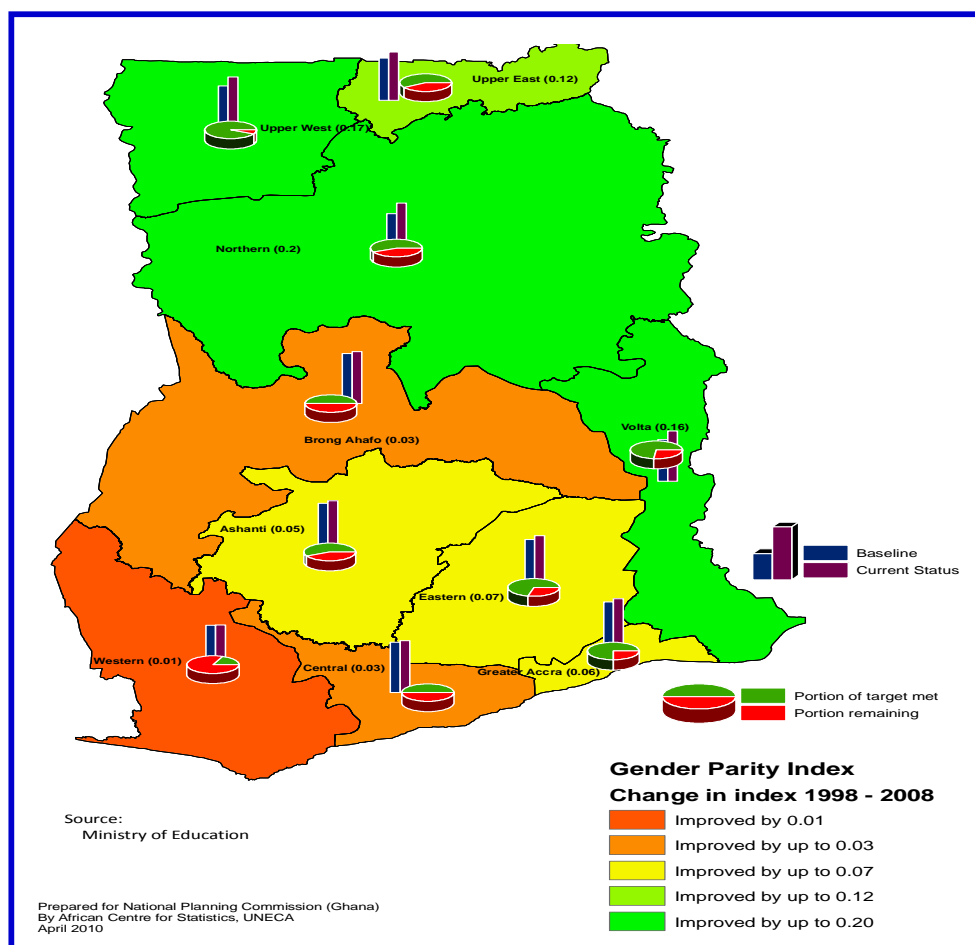 Upper East (0.12)
Upper West (0.17)
Northern (0.2)
Brong Ahafo (0.03)
Volta (0.16)
Ashanti (0.05)
Eastern (0.07)
Western (0.01)
Central (0.03)
Greater Accra (0.06)
Baseline
Current Status
Portion of target met
Portion remaining
Gender Parity Index
Change in index 1998 - 2008
Improved by 0.01
Improved by up to 0.03
Improved by up to 0.07
Improved by up to 0.12
Improved by up to 0.20
Source:
Ministry of Education
Prepared for National Planning Commission (Ghana)
By African Centre for Statistics, UNECA
April 2010